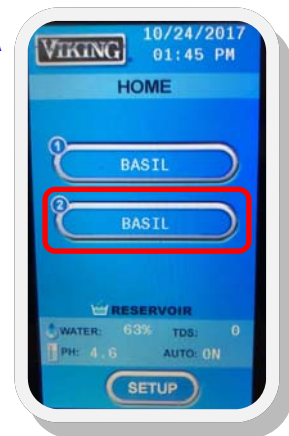 VIKING
10/24/2017
01:45 PM
HOME
1
BASIL
2
BASIL
RESERVOIR
WATER: 63% TDS: 0
PH: 4.6 AUTO: ON
SETUP